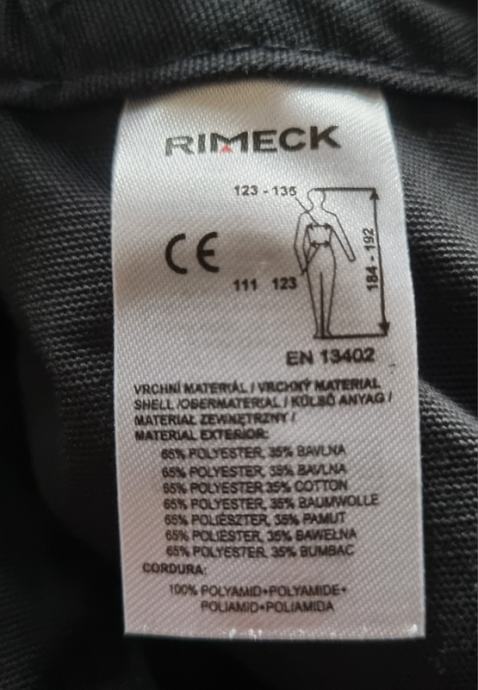 RIMECK
123 - 135
CE
111 123
184 - 192
EN 13402
VRCHNÍ MATERIÁL / VRCHNÝ MATERIAL
SHELL /OBERMATERIAL / KÜLSŐ ANYAG /
MATERIAŁ ZEWNĘTRZNY /
MATERIAL EXTERIOR:
65% POLYESTER, 35% BAVLNA
65% POLYESTER, 35% BAVLNA
65% POLYESTER 35% COTTON
65% POLYESTER, 35% BAUMWOLLE
65% POLIÉSZTER, 35% PAMUT
65% POLIESTER, 35% BAWEŁNA
65% POLYESTER, 35% BUMBAC
CORDURA:
100% POLYAMID+POLYAMIDE+
POLIAMID+POLIAMIDA